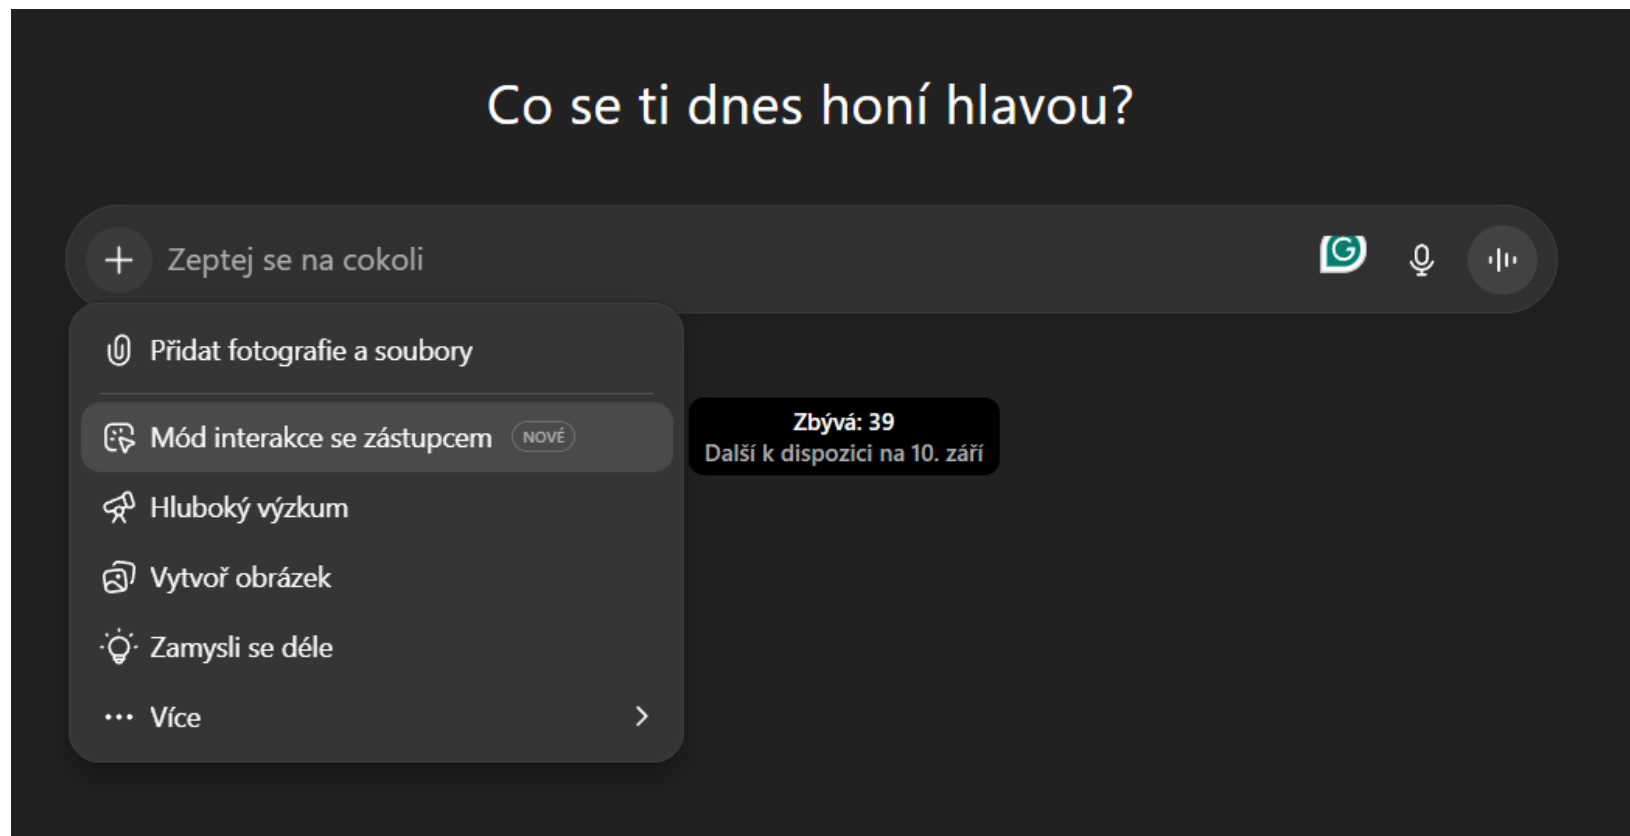 Co se ti dnes honí hlavou?
Zeptej se na cokoli
G
Přidat fotografie a soubory
Mód interakce se zástupcem NOVÉ
Zbývá: 39
Další k dispozici na 10. září
Hluboký výzkum
Vytvoř obrázek
Zamysli se déle
Více